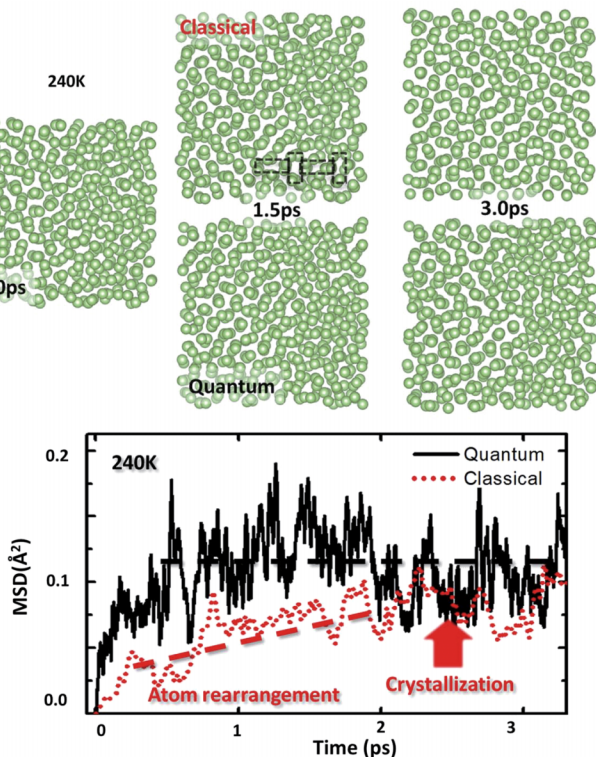 Classical
240K
1.5ps
3.0ps
0ps
Quantum
0.2
240K
Quantum
Classical
MSD(Å²)
0.1
Atom rearrangement
Crystallization
0.0
0 1 2 3
Time (ps)